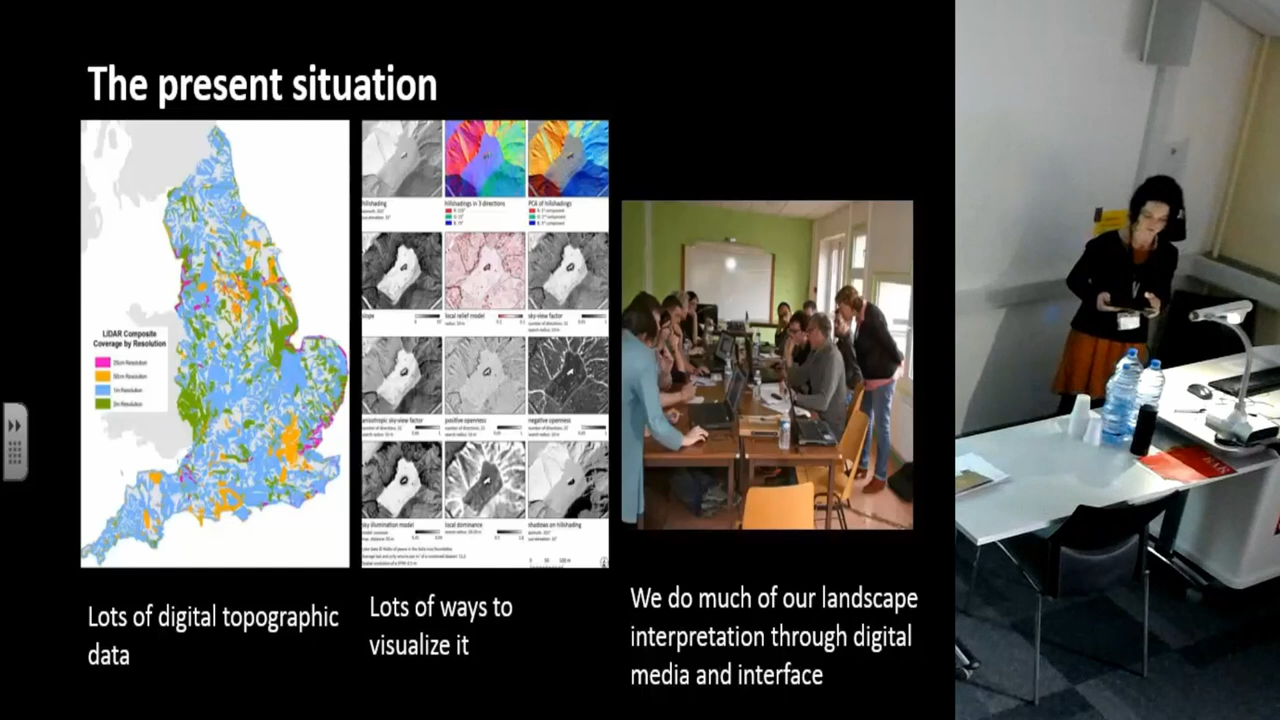 The present situation
LiDAR Composite
Coverage by Resolution
25cm Resolution
50cm Resolution
1m Resolution
2m Resolution
hillshading
hillshadings in 3 directions
PCA of hillshadings
slope
local relief model
sky-view factor
anisotropic sky-view factor
positive openness
negative openness
sky illumination model
local dominance
shadows on hillshading
Lots of digital topographic
data
Lots of ways to
visualize it
We do much of our landscape
interpretation through digital
media and interface
BAR